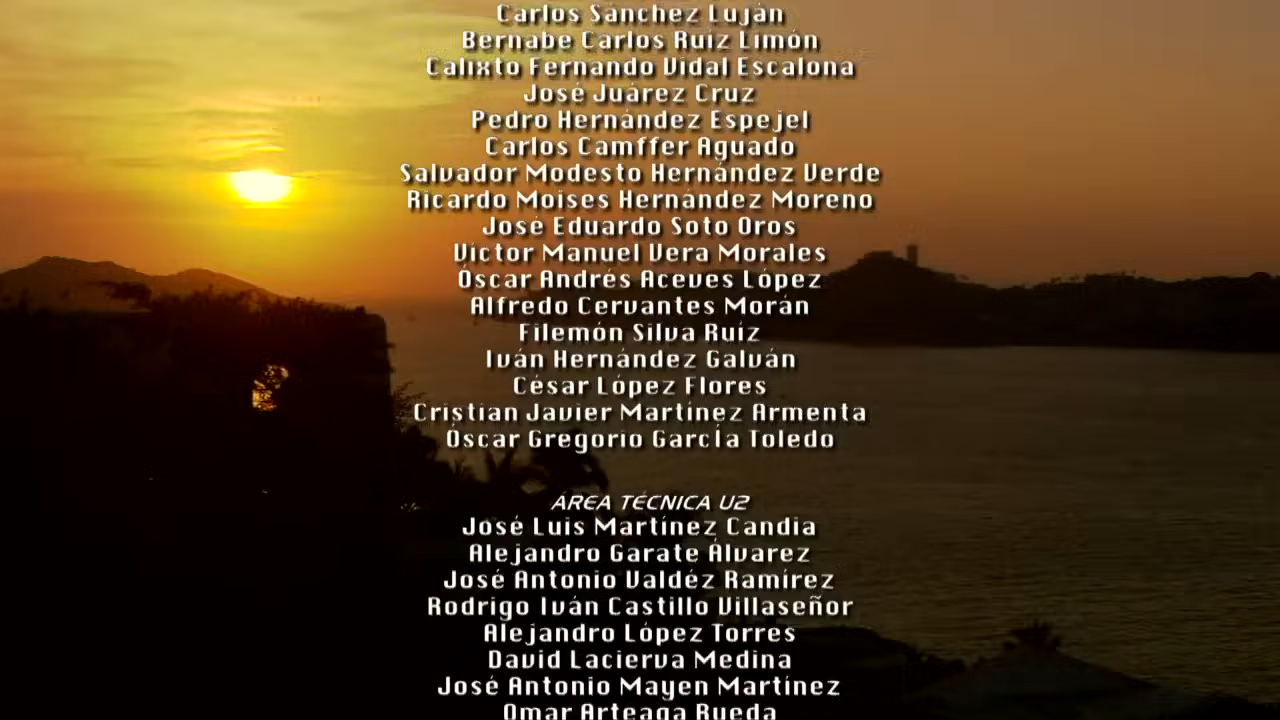 Carlos Sánchez Luján
Bernabe Carlos Ruíz Limón
Calixto Fernando Vidal Escalona
José Juárez Cruz
Pedro Hernández Espejel
Carlos Camffer Aguado
Salvador Modesto Hernández Verde
Ricardo Moises Hernández Moreno
José Eduardo Soto Oros
Víctor Manuel Vera Morales
Óscar Andrés Aceves López
Alfredo Cervantes Morán
Filemón Silva Ruíz
Iván Hernández Galván
César López Flores
Cristian Javier Martínez Armenta
Óscar Gregorio GarcÍa Toledo
ÁREA TÉCNICA U2
José Luis Martínez Candia
Alejandro Garate Álvarez
José Antonio Valdéz Ramírez
Rodrigo Iván Castillo Villaseñor
Alejandro López Torres
David Lacierva Medina
José Antonio Mayen Martínez
Omar Arteaga Rueda